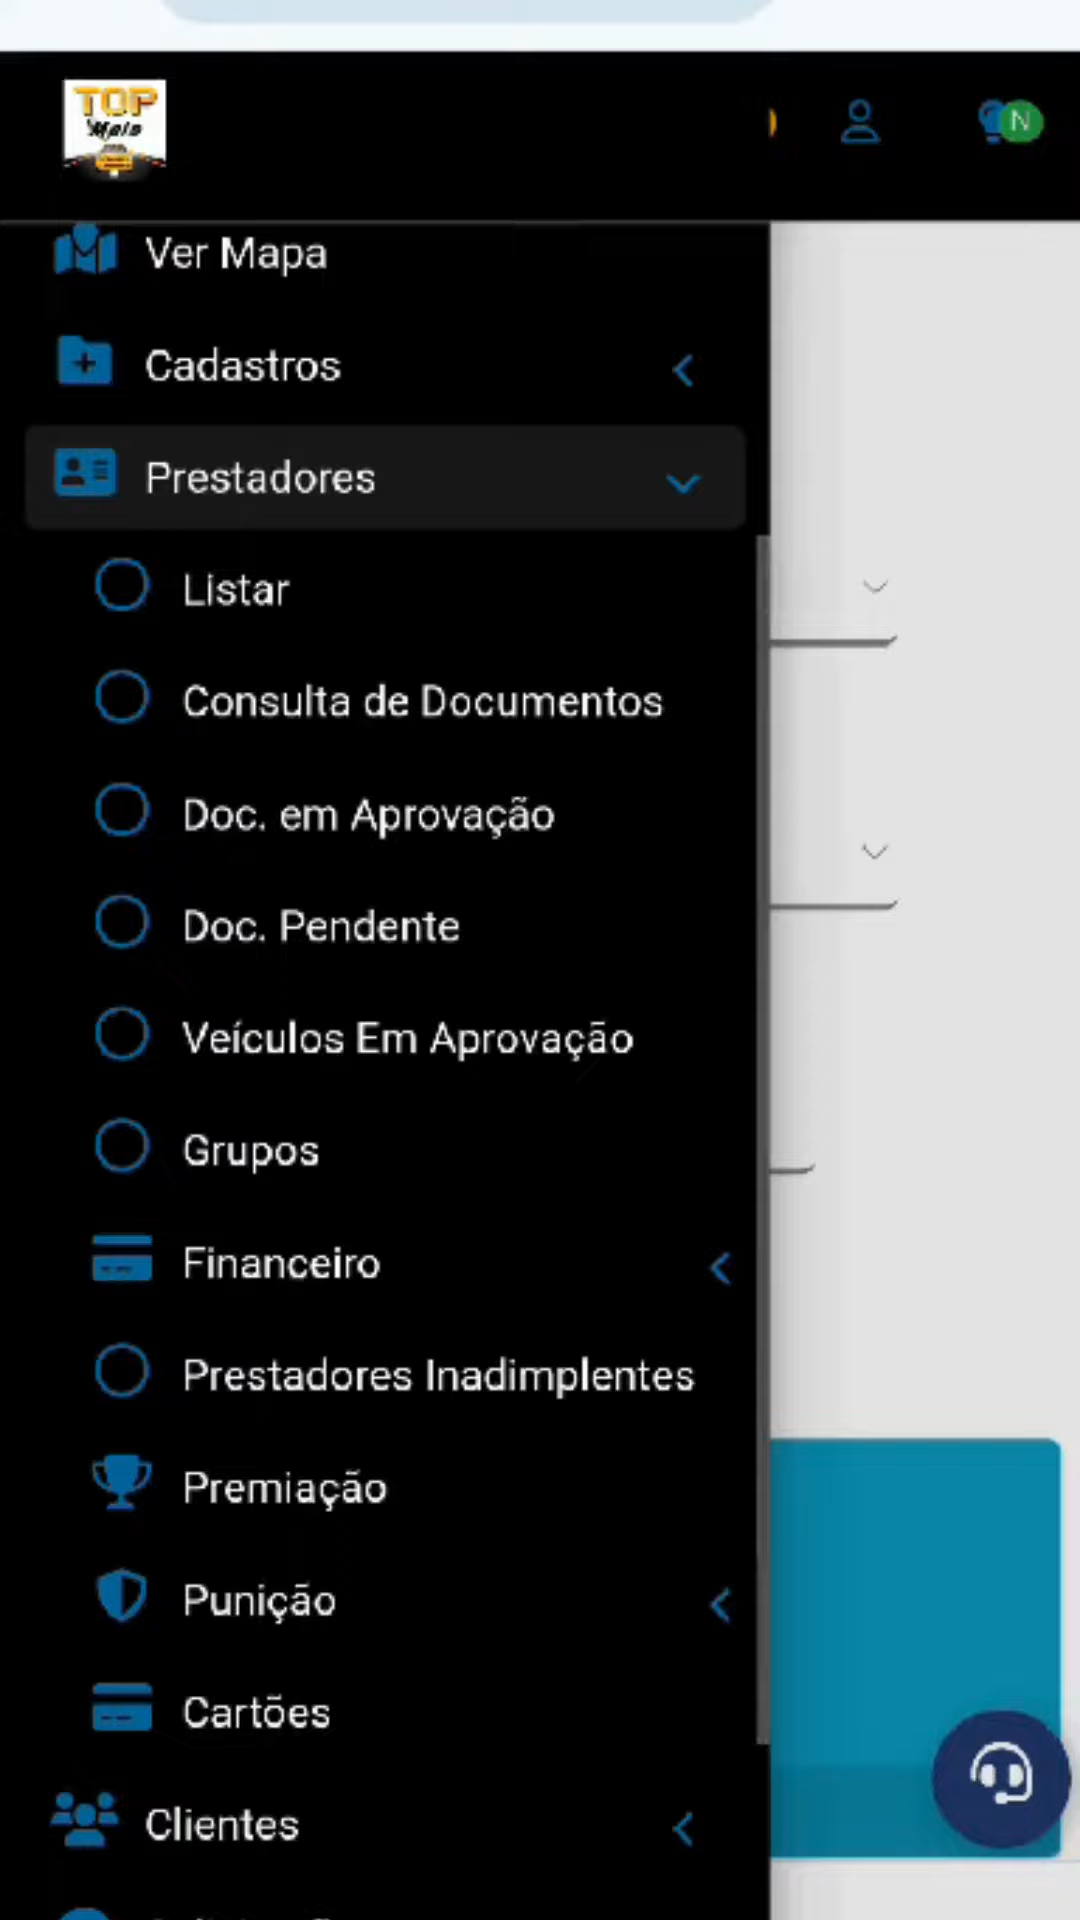 TOP
Mais
N
Ver Mapa
Cadastros
Prestadores
Listar
Consulta de Documentos
Doc. em Aprovação
Doc. Pendente
Veículos Em Aprovação
Grupos
Financeiro
Prestadores Inadimplentes
Premiação
Punição
Cartões
Clientes